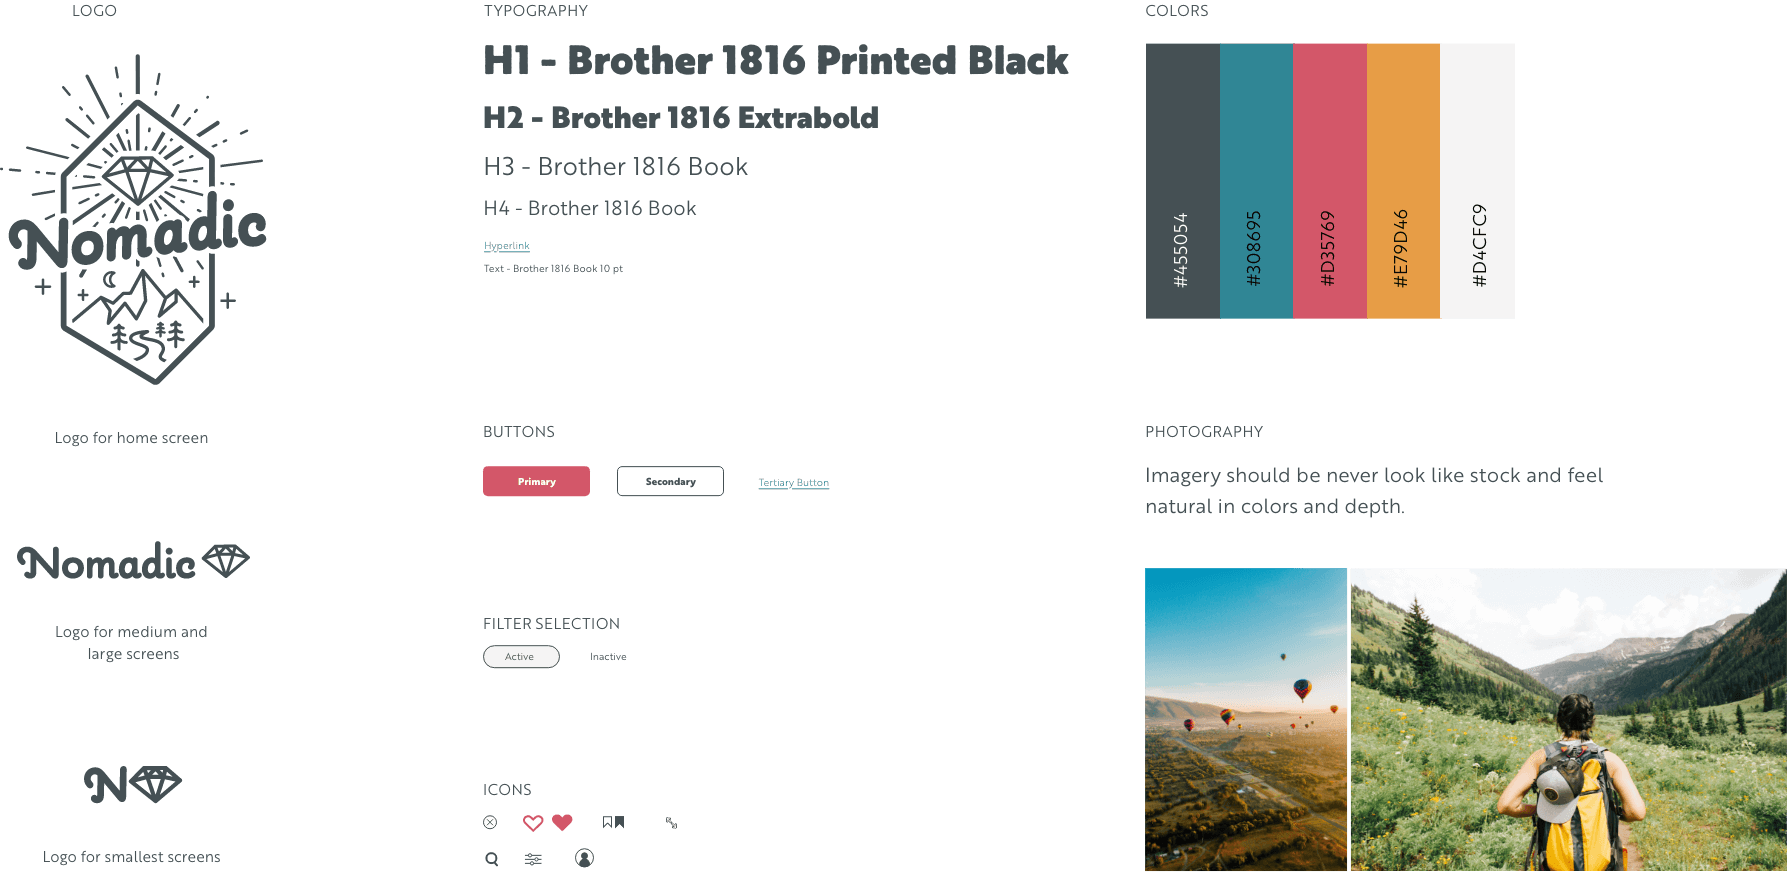 LOGO
Nomadic
Logo for home screen
Nomadic
Logo for medium and
large screens
N
Logo for smallest screens
TYPOGRAPHY
H1 - Brother 1816 Printed Black
H2 - Brother 1816 Extrabold
H3 - Brother 1816 Book
H4 - Brother 1816 Book
Hyperlink
Text - Brother 1816 Book 10 pt
BUTTONS
Primary
Secondary
Tertiary Button
FILTER SELECTION
Active
Inactive
ICONS
COLORS
#455054
#308695
#D35769
#E79D46
#D4CFC9
PHOTOGRAPHY
Imagery should be never look like stock and feel
natural in colors and depth.